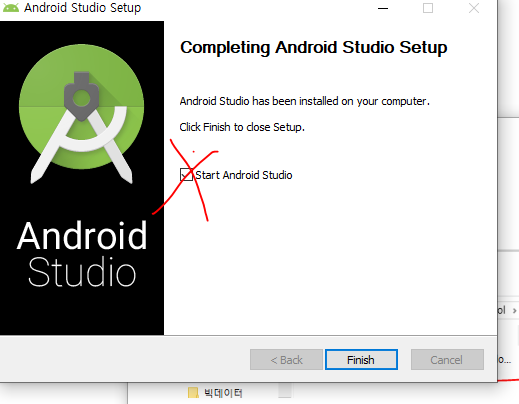 Android Studio Setup
Completing Android Studio Setup
Android Studio has been installed on your computer.
Click Finish to close Setup.
Start Android Studio
Android
Studio
< Back
Finish
Cancel
ol
o...
빅데이터